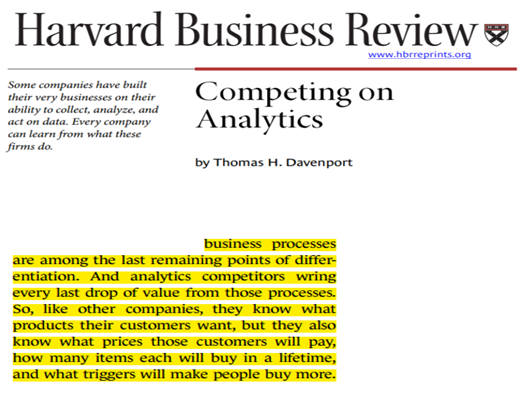 Harvard Business Review
www.hbrreprints.org
Some companies have built
their very businesses on their
ability to collect, analyze, and
act on data. Every company
can learn from what these
firms do.
Competing on
Analytics
by Thomas H. Davenport
business processes
are among the last remaining points of differ-
entiation. And analytics competitors wring
every last drop of value from those processes.
So, like other companies, they know what
products their customers want, but they also
know what prices those customers will pay,
how many items each will buy in a lifetime,
and what triggers will make people buy more.